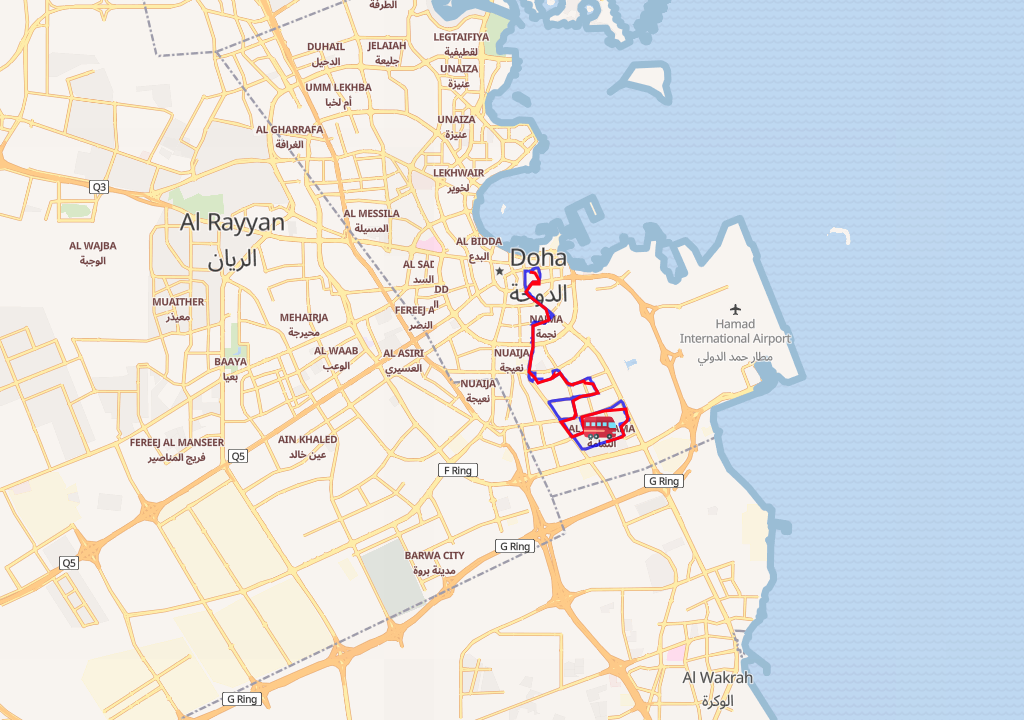 الطرفة
LEGTAIFIYA
لقطيفية
DUHAIL
الدحيل
JELAIAH
جليعة
UNAIZA
عنيزة
UMM LEKHBA
أم لخبا
UNAIZA
عنيزة
AL GHARRAFA
الغرافة
LEKHWAIR
لخوير
Q3
Al Rayyan
الريان
AL MESSILA
المسيلة
AL WAJBA
الوجبة
AL BIDDA
البدع
Doha
الدوحة
AL SAD
السد
DD
MUAITHER
معيذر
MEHAIRJA
محيرجة
FEREEJ A
النصر
NAJMA
نجمة
Hamad
International Airport
مطار حمد الدولي
BAAYA
بعيا
AL WAAB
الوعب
AL ASIRI
العسيري
NUAIJA
نعيجة
NUAIJA
نعيجة
FEREEJ AL MANSEER
فريج المناصير
AIN KHALED
عين خالد
AL
AMA
الثمامة
Q5
F Ring
G Ring
G Ring
BARWA CITY
مدينة بروة
Q5
G Ring
Al Wakrah
الوكرة